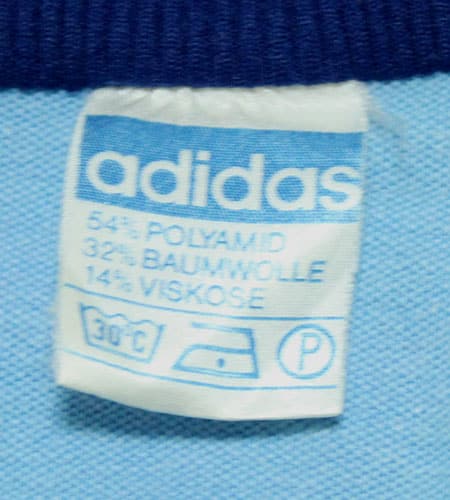 adidas
54% POLYAMID
32% BAUMWOLLE
14% VISKOSE
30°C P